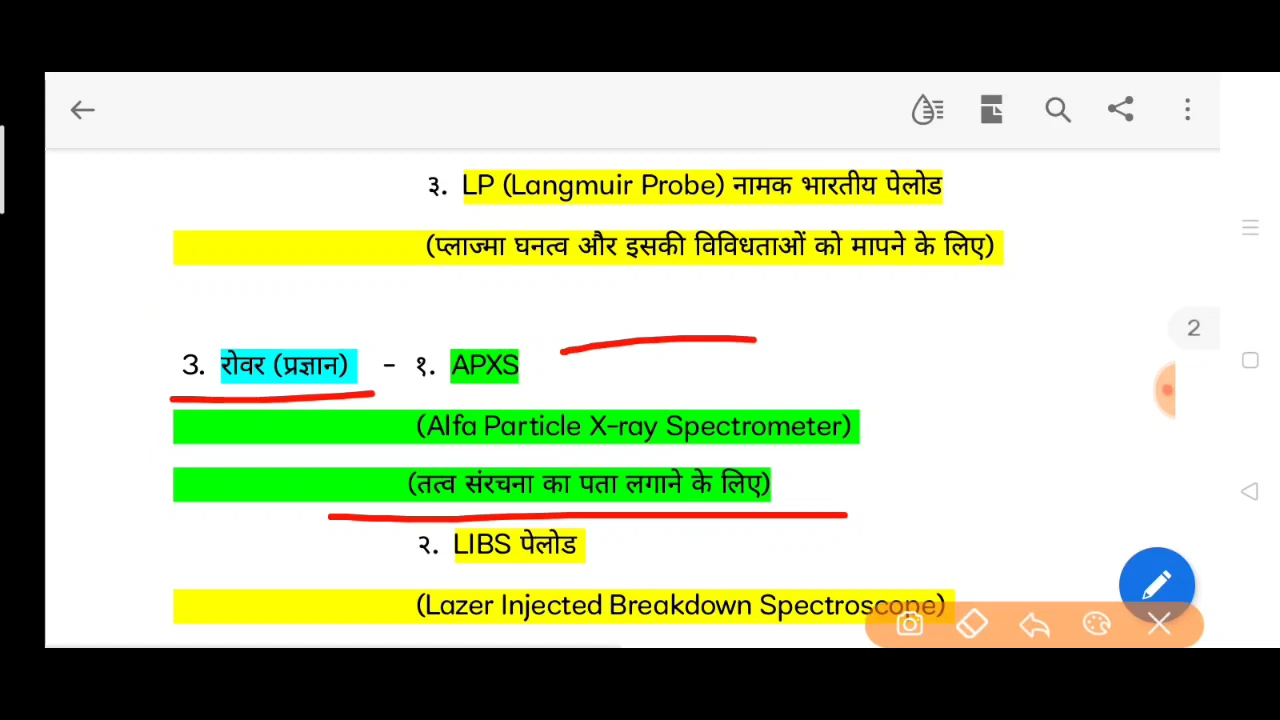 ३. LP (Langmuir Probe) नामक भारतीय पेलोड
(प्लाज्मा घनत्व और इसकी विविधताओं को मापने के लिए)
2
3. रोवर (प्रज्ञान) - १. APXS
(Alfa Particle X-ray Spectrometer)
(तत्व संरचना का पता लगाने के लिए)
२. LIBS पेलोड
(Lazer Injected Breakdown Spectroscope)